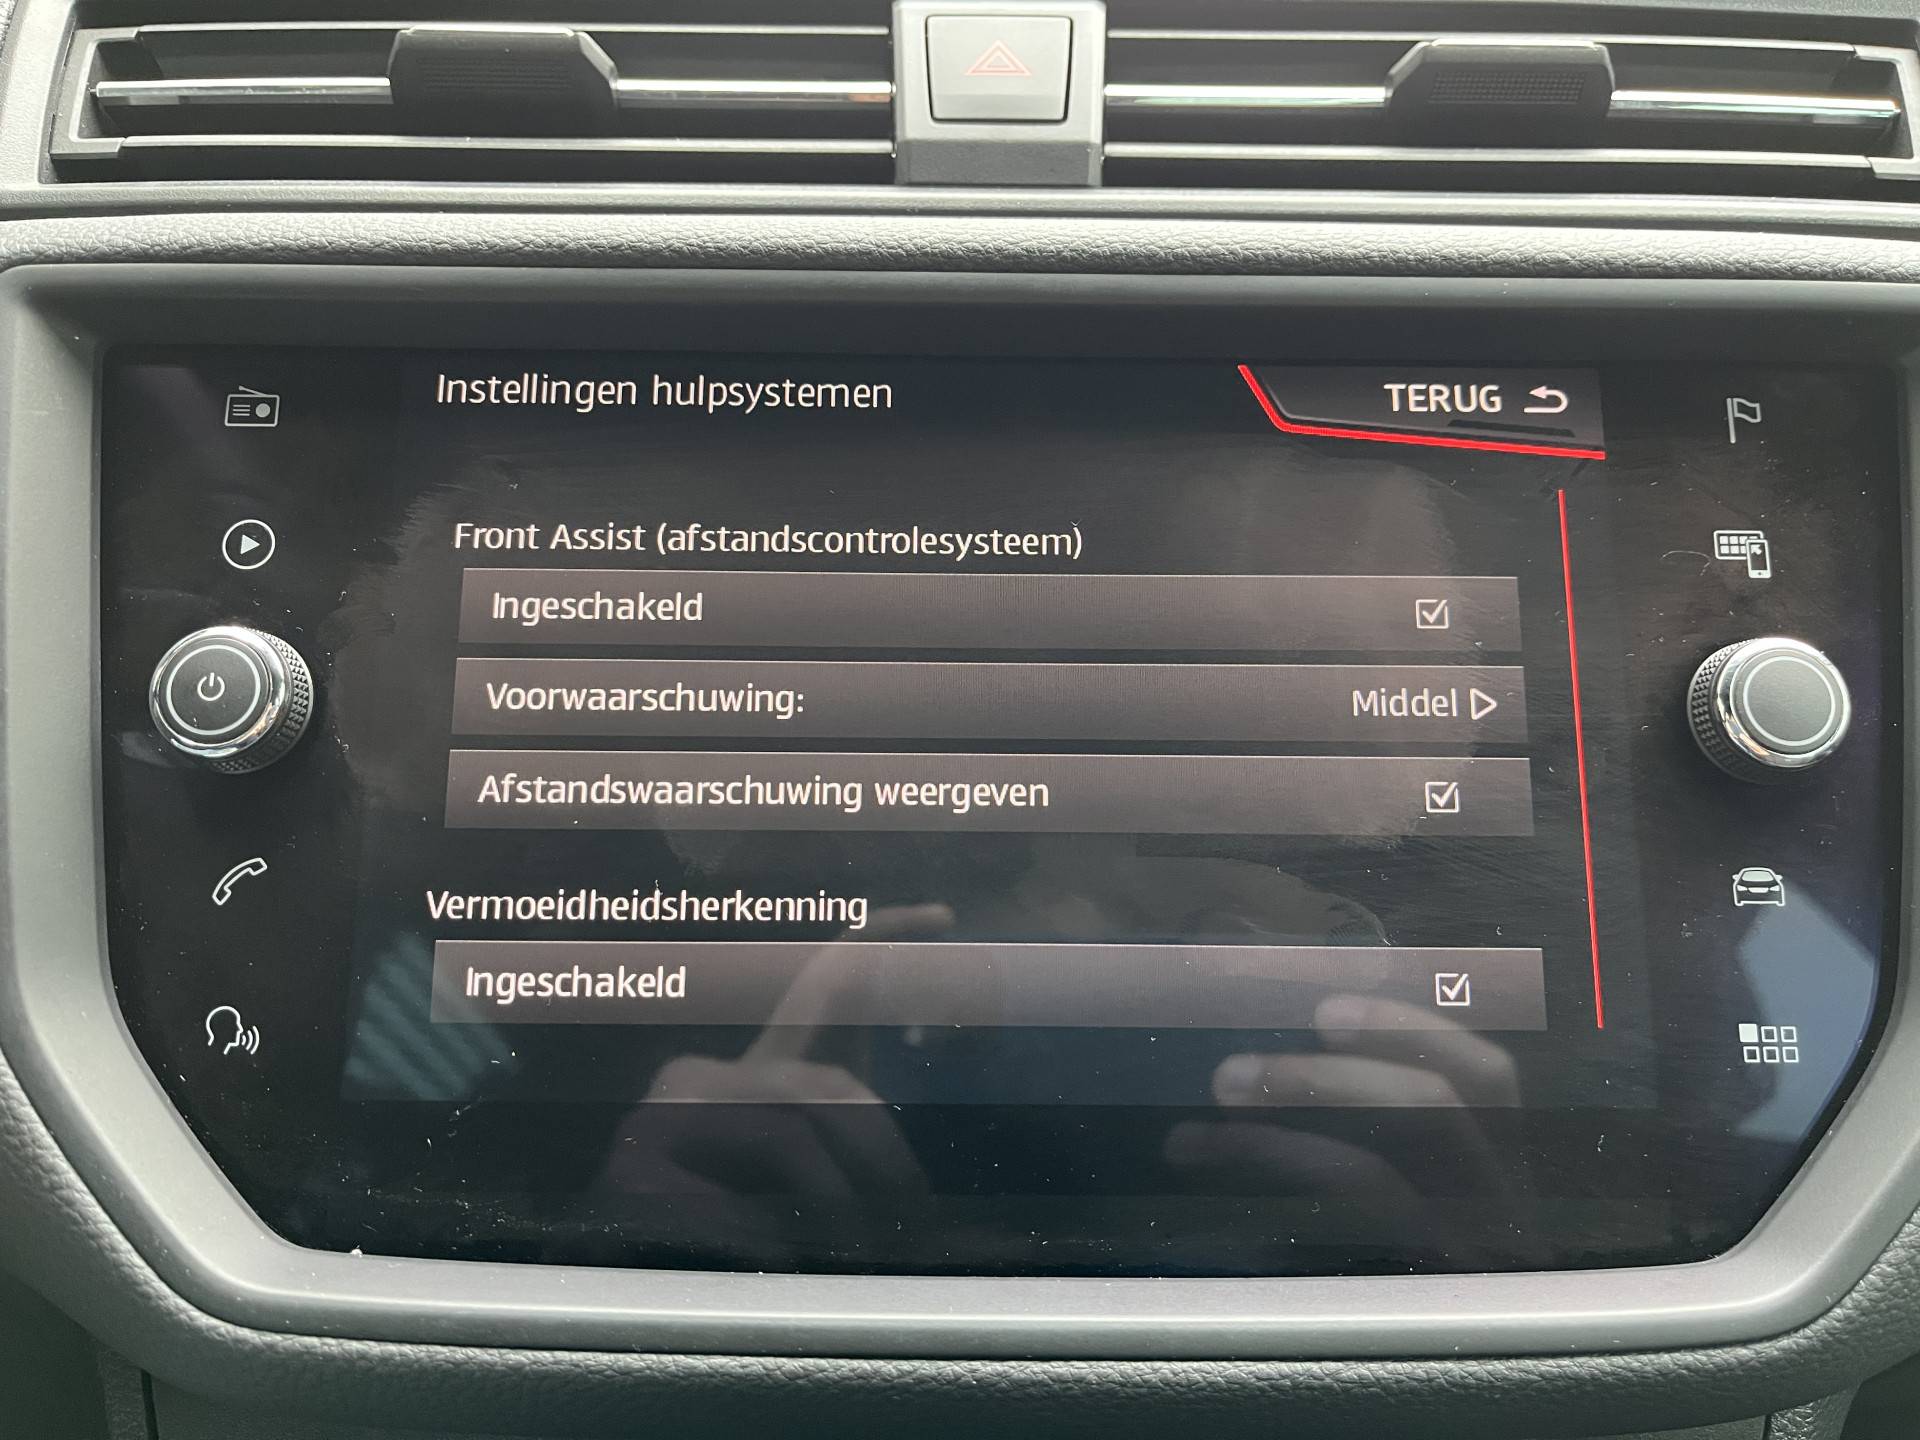 Instellingen hulpsystemen
TERUG
Front Assist (afstandscontrolesysteem)
Ingeschakeld
Voorwaarschuwing: Middel
Afstandswaarschuwing weergeven
Vermoeidheidsherkenning
Ingeschakeld